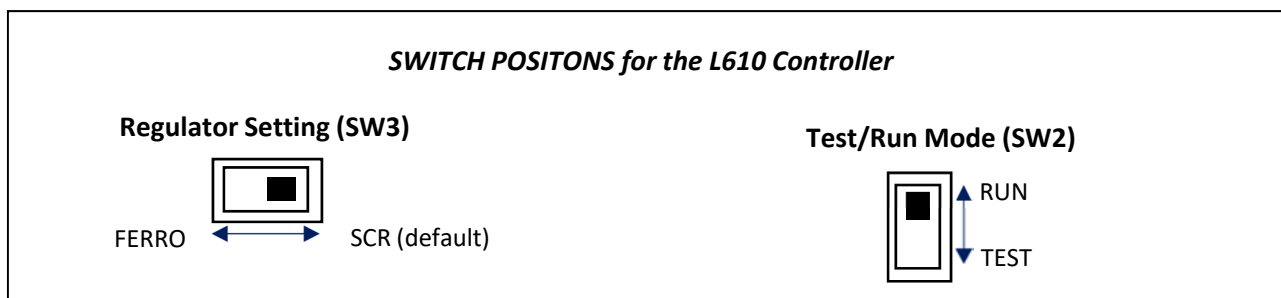 SWITCH POSITONS for the L610 Controller
Regulator Setting (SW3)
FERRO
SCR (default)
Test/Run Mode (SW2)
RUN
TEST